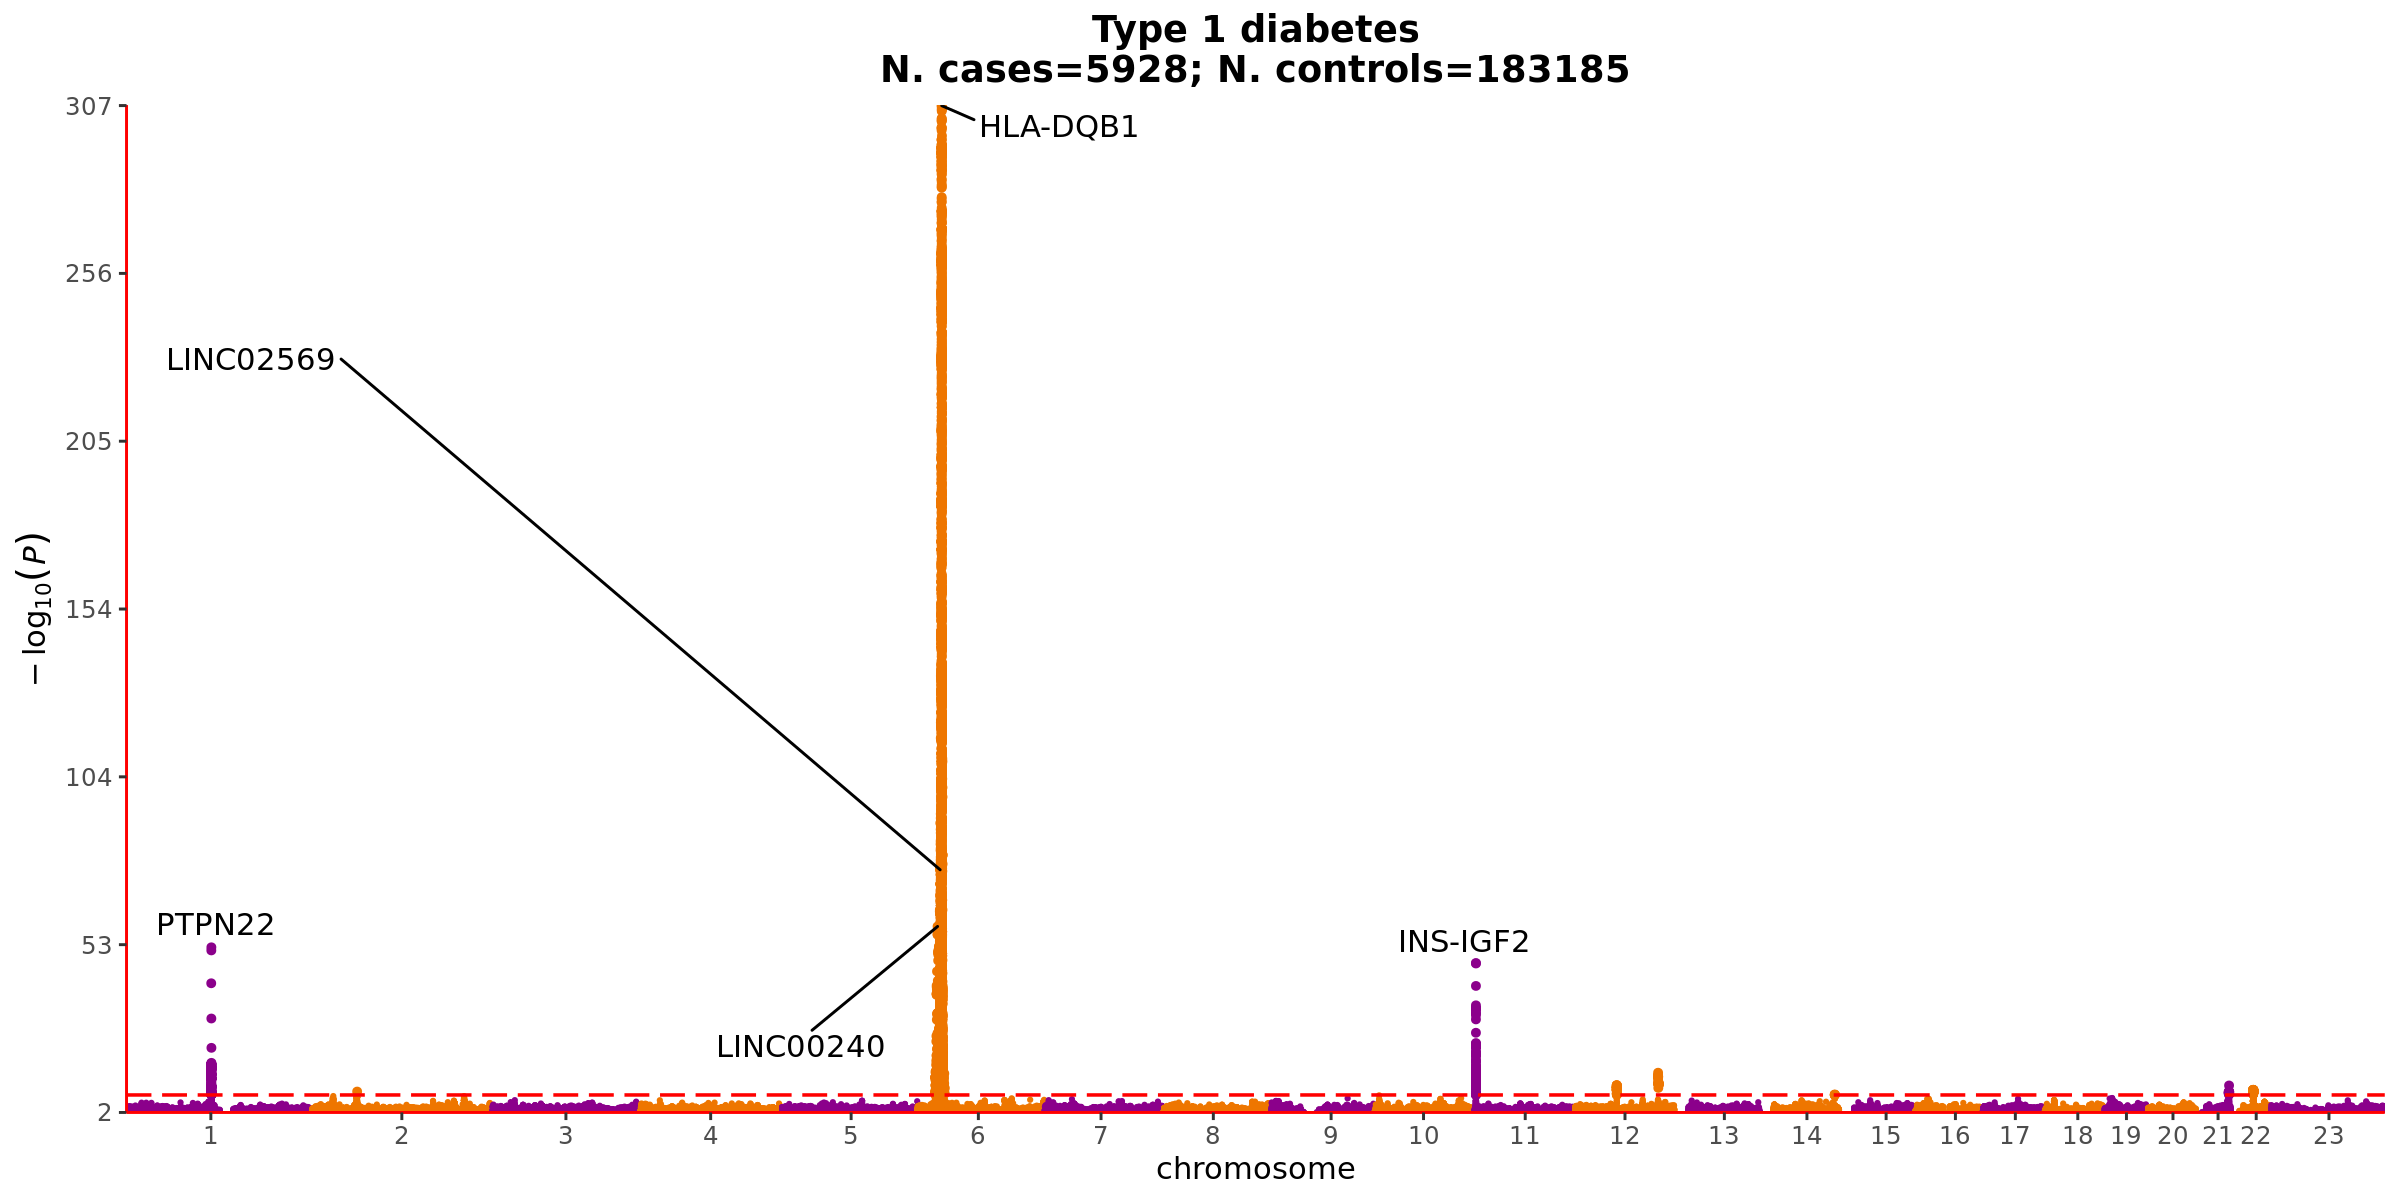 Type 1 diabetes
N. cases=5928; N. controls=183185
307
HLA-DQB1
256
LINC02569
205
154
− log10(P)
104
PTPN22
53
INS-IGF2
LINC00240
2
1 2 3 4 5 6 7 8 9 10 11 12 13 14 15 16 17 18 19 20 21 22 23
chromosome